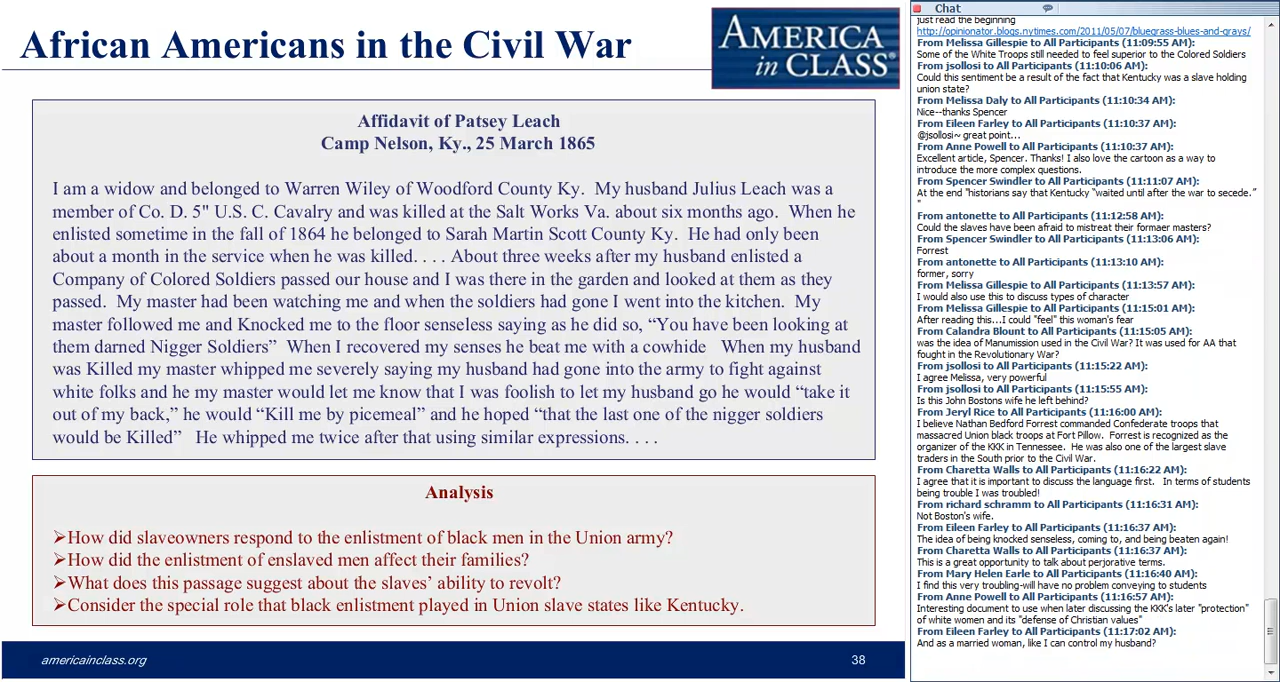 African Americans in the Civil War
AMERICA
in CLASS®
Affidavit of Patsey Leach
Camp Nelson, Ky., 25 March 1865
I am a widow and belonged to Warren Wiley of Woodford County Ky.  My husband Julius Leach was a
member of Co. D. 5" U.S. C. Cavalry and was killed at the Salt Works Va. about six months ago.  When he
enlisted sometime in the fall of 1864 he belonged to Sarah Martin Scott County Ky.  He had only been
about a month in the service when he was killed. . . . About three weeks after my husband enlisted a
Company of Colored Soldiers passed our house and I was there in the garden and looked at them as they
passed.  My master had been watching me and when the soldiers had gone I went into the kitchen.  My
master followed me and Knocked me to the floor senseless saying as he did so, “You have been looking at
them darned Nigger Soldiers”  When I recovered my senses he beat me with a cowhide   When my husband
was Killed my master whipped me severely saying my husband had gone into the army to fight against
white folks and he my master would let me know that I was foolish to let my husband go he would “take it
out of my back,” he would “Kill me by picemeal” and he hoped “that the last one of the nigger soldiers
would be Killed”   He whipped me twice after that using similar expressions. . . .
Analysis
➢How did slaveowners respond to the enlistment of black men in the Union army?
➢How did the enlistment of enslaved men affect their families?
➢What does this passage suggest about the slaves’ ability to revolt?
➢Consider the special role that black enlistment played in Union slave states like Kentucky.
americainclass.org
38
Chat
just read the beginning
http://opinionator.blogs.nytimes.com/2011/05/07/bluegrass-blues-and-grays/
From Melissa Gillespie to All Participants (11:09:55 AM):
Some of the White Troops still needed to feel superior to the Colored Soldiers
From jsollosi to All Participants (11:10:06 AM):
Could this sentiment be a result of the fact that Kentucky was a slave holding
union state?
From Melissa Daly to All Participants (11:10:34 AM):
Nice--thanks Spencer
From Eileen Farley to All Participants (11:10:37 AM):
@jsollosi~ great point...
From Anne Powell to All Participants (11:10:37 AM):
Excellent article, Spencer. Thanks! I also love the cartoon as a way to
introduce the more complex questions.
From Spencer Swindler to All Participants (11:11:07 AM):
At the end "historians say that Kentucky “waited until after the war to secede.”
"
From antonette to All Participants (11:12:58 AM):
Could the slaves have been afraid to mistreat their formaer masters?
From Spencer Swindler to All Participants (11:13:06 AM):
Forrest
From antonette to All Participants (11:13:10 AM):
former, sorry
From Melissa Gillespie to All Participants (11:13:57 AM):
I would also use this to discuss types of character
From Melissa Gillespie to All Participants (11:15:01 AM):
After reading this...I could "feel" this woman's fear
From Calandra Blount to All Participants (11:15:05 AM):
was the idea of Manumission used in the Civil War? It was used for AA that
fought in the Revolutionary War?
From jsollosi to All Participants (11:15:22 AM):
I agree Melissa, very powerful
From jsollosi to All Participants (11:15:55 AM):
Is this John Bostons wife he left behind?
From Jeryl Rice to All Participants (11:16:00 AM):
I believe Nathan Bedford Forrest commanded Confederate troops that
massacred Union black troops at Fort Pillow.  Forrest is recognized as the
organizer of the KKK in Tennessee.  He was also one of the largest slave
traders in the South prior to the Civil War.
From Charetta Walls to All Participants (11:16:22 AM):
I agree that it is important to discuss the language first.   In terms of students
being trouble I was troubled!
From richard schramm to All Participants (11:16:31 AM):
Not Boston's wife.
From Eileen Farley to All Participants (11:16:37 AM):
The idea of being knocked senseless, coming to, and being beaten again!
From Charetta Walls to All Participants (11:16:37 AM):
This is a great opportunity to talk about perjorative terms.
From Mary Helen Earle to All Participants (11:16:40 AM):
I find this very troubling-will have no problem conveying to students
From Anne Powell to All Participants (11:16:57 AM):
Interesting document to use when later discussing the KKK's later "protection"
of white women and its "defense of Christian values"
From Eileen Farley to All Participants (11:17:02 AM):
And as a married woman, like I can control my husband?